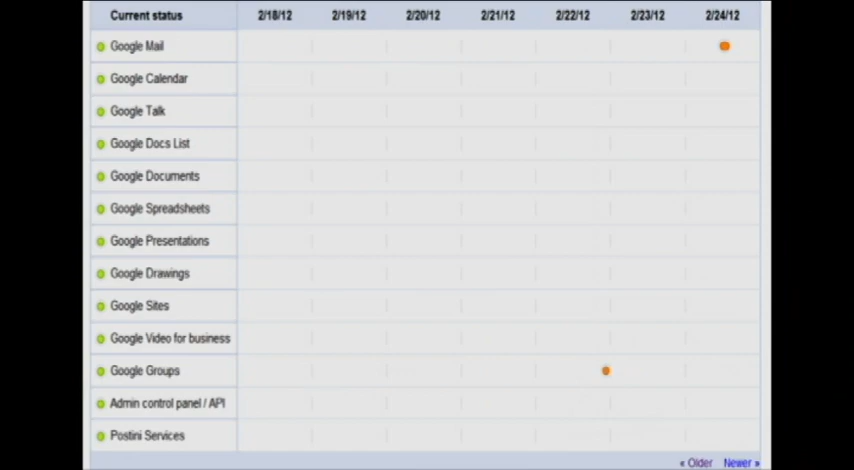 Current status 2/18/12 2/19/12 2/20/12 2/21/12 2/22/12 2/23/12 2/24/12
Google Mail
Google Calendar
Google Talk
Google Docs List
Google Documents
Google Spreadsheets
Google Presentations
Google Drawings
Google Sites
Google Video for business
Google Groups
Admin control panel / API
Postini Services
« Older Newer »